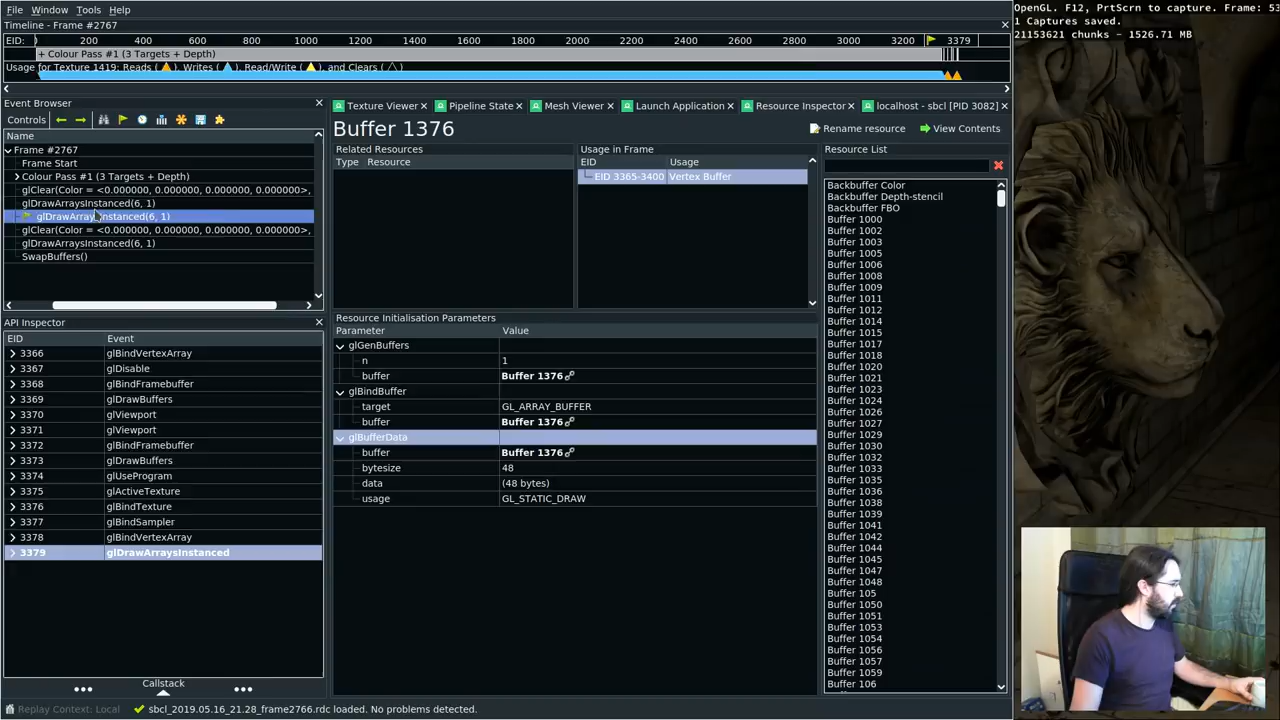 File Window Tools Help
Timeline - Frame #2767
EID: 0 200 400 600 800 1000 1200 1400 1600 1800 2000 2200 2400 2600 2800 3000 3200 3379
+ Colour Pass #1 (3 Targets + Depth)
Usage for Texture 1419: Reads ( ), Writes ( ), Read/Write ( ), and Clears ( )
Event Browser
Controls
Name
Frame #2767
Frame Start
Colour Pass #1 (3 Targets + Depth)
glClear(Color = <0.000000, 0.000000, 0.000000, 0.000000>,
glDrawArraysInstanced(6, 1)
glDrawArraysInstanced(6, 1)
glClear(Color = <0.000000, 0.000000, 0.000000, 0.000000>,
glDrawArraysInstanced(6, 1)
SwapBuffers()
API Inspector
EID Event
3366 glBindVertexArray
3367 glDisable
3368 glBindFramebuffer
3369 glDrawBuffers
3370 glViewport
3371 glViewport
3372 glBindFramebuffer
3373 glDrawBuffers
3374 glUseProgram
3375 glActiveTexture
3376 glBindTexture
3377 glBindSampler
3378 glBindVertexArray
3379 glDrawArraysInstanced
Callstack
Texture Viewer Pipeline State Mesh Viewer Launch Application Resource Inspector localhost - sbcl [PID 3082]
Buffer 1376
Rename resource View Contents
Related Resources
Type Resource
Usage in Frame
EID Usage
EID 3365-3400 Vertex Buffer
Resource Initialisation Parameters
Parameter Value
glGenBuffers
n 1
buffer Buffer 1376
glBindBuffer
target GL_ARRAY_BUFFER
buffer Buffer 1376
glBufferData
buffer Buffer 1376
bytesize 48
data (48 bytes)
usage GL_STATIC_DRAW
Resource List
Backbuffer Color
Backbuffer Depth-stencil
Backbuffer FBO
Buffer 1000
Buffer 1002
Buffer 1003
Buffer 1005
Buffer 1006
Buffer 1008
Buffer 1009
Buffer 1011
Buffer 1012
Buffer 1014
Buffer 1015
Buffer 1017
Buffer 1018
Buffer 1020
Buffer 1021
Buffer 1023
Buffer 1024
Buffer 1026
Buffer 1027
Buffer 1029
Buffer 1030
Buffer 1032
Buffer 1033
Buffer 1035
Buffer 1036
Buffer 1038
Buffer 1039
Buffer 1041
Buffer 1042
Buffer 1044
Buffer 1045
Buffer 1047
Buffer 1048
Buffer 105
Buffer 1050
Buffer 1051
Buffer 1053
Buffer 1054
Buffer 1056
Buffer 1057
Buffer 1059
Buffer 106
OpenGL. F12, PrtScrn to capture. Frame: 53
1 Captures saved.
21153621 chunks - 1526.71 MB
Replay Context: Local
sbcl_2019.05.16_21.28_frame2766.rdc loaded. No problems detected.